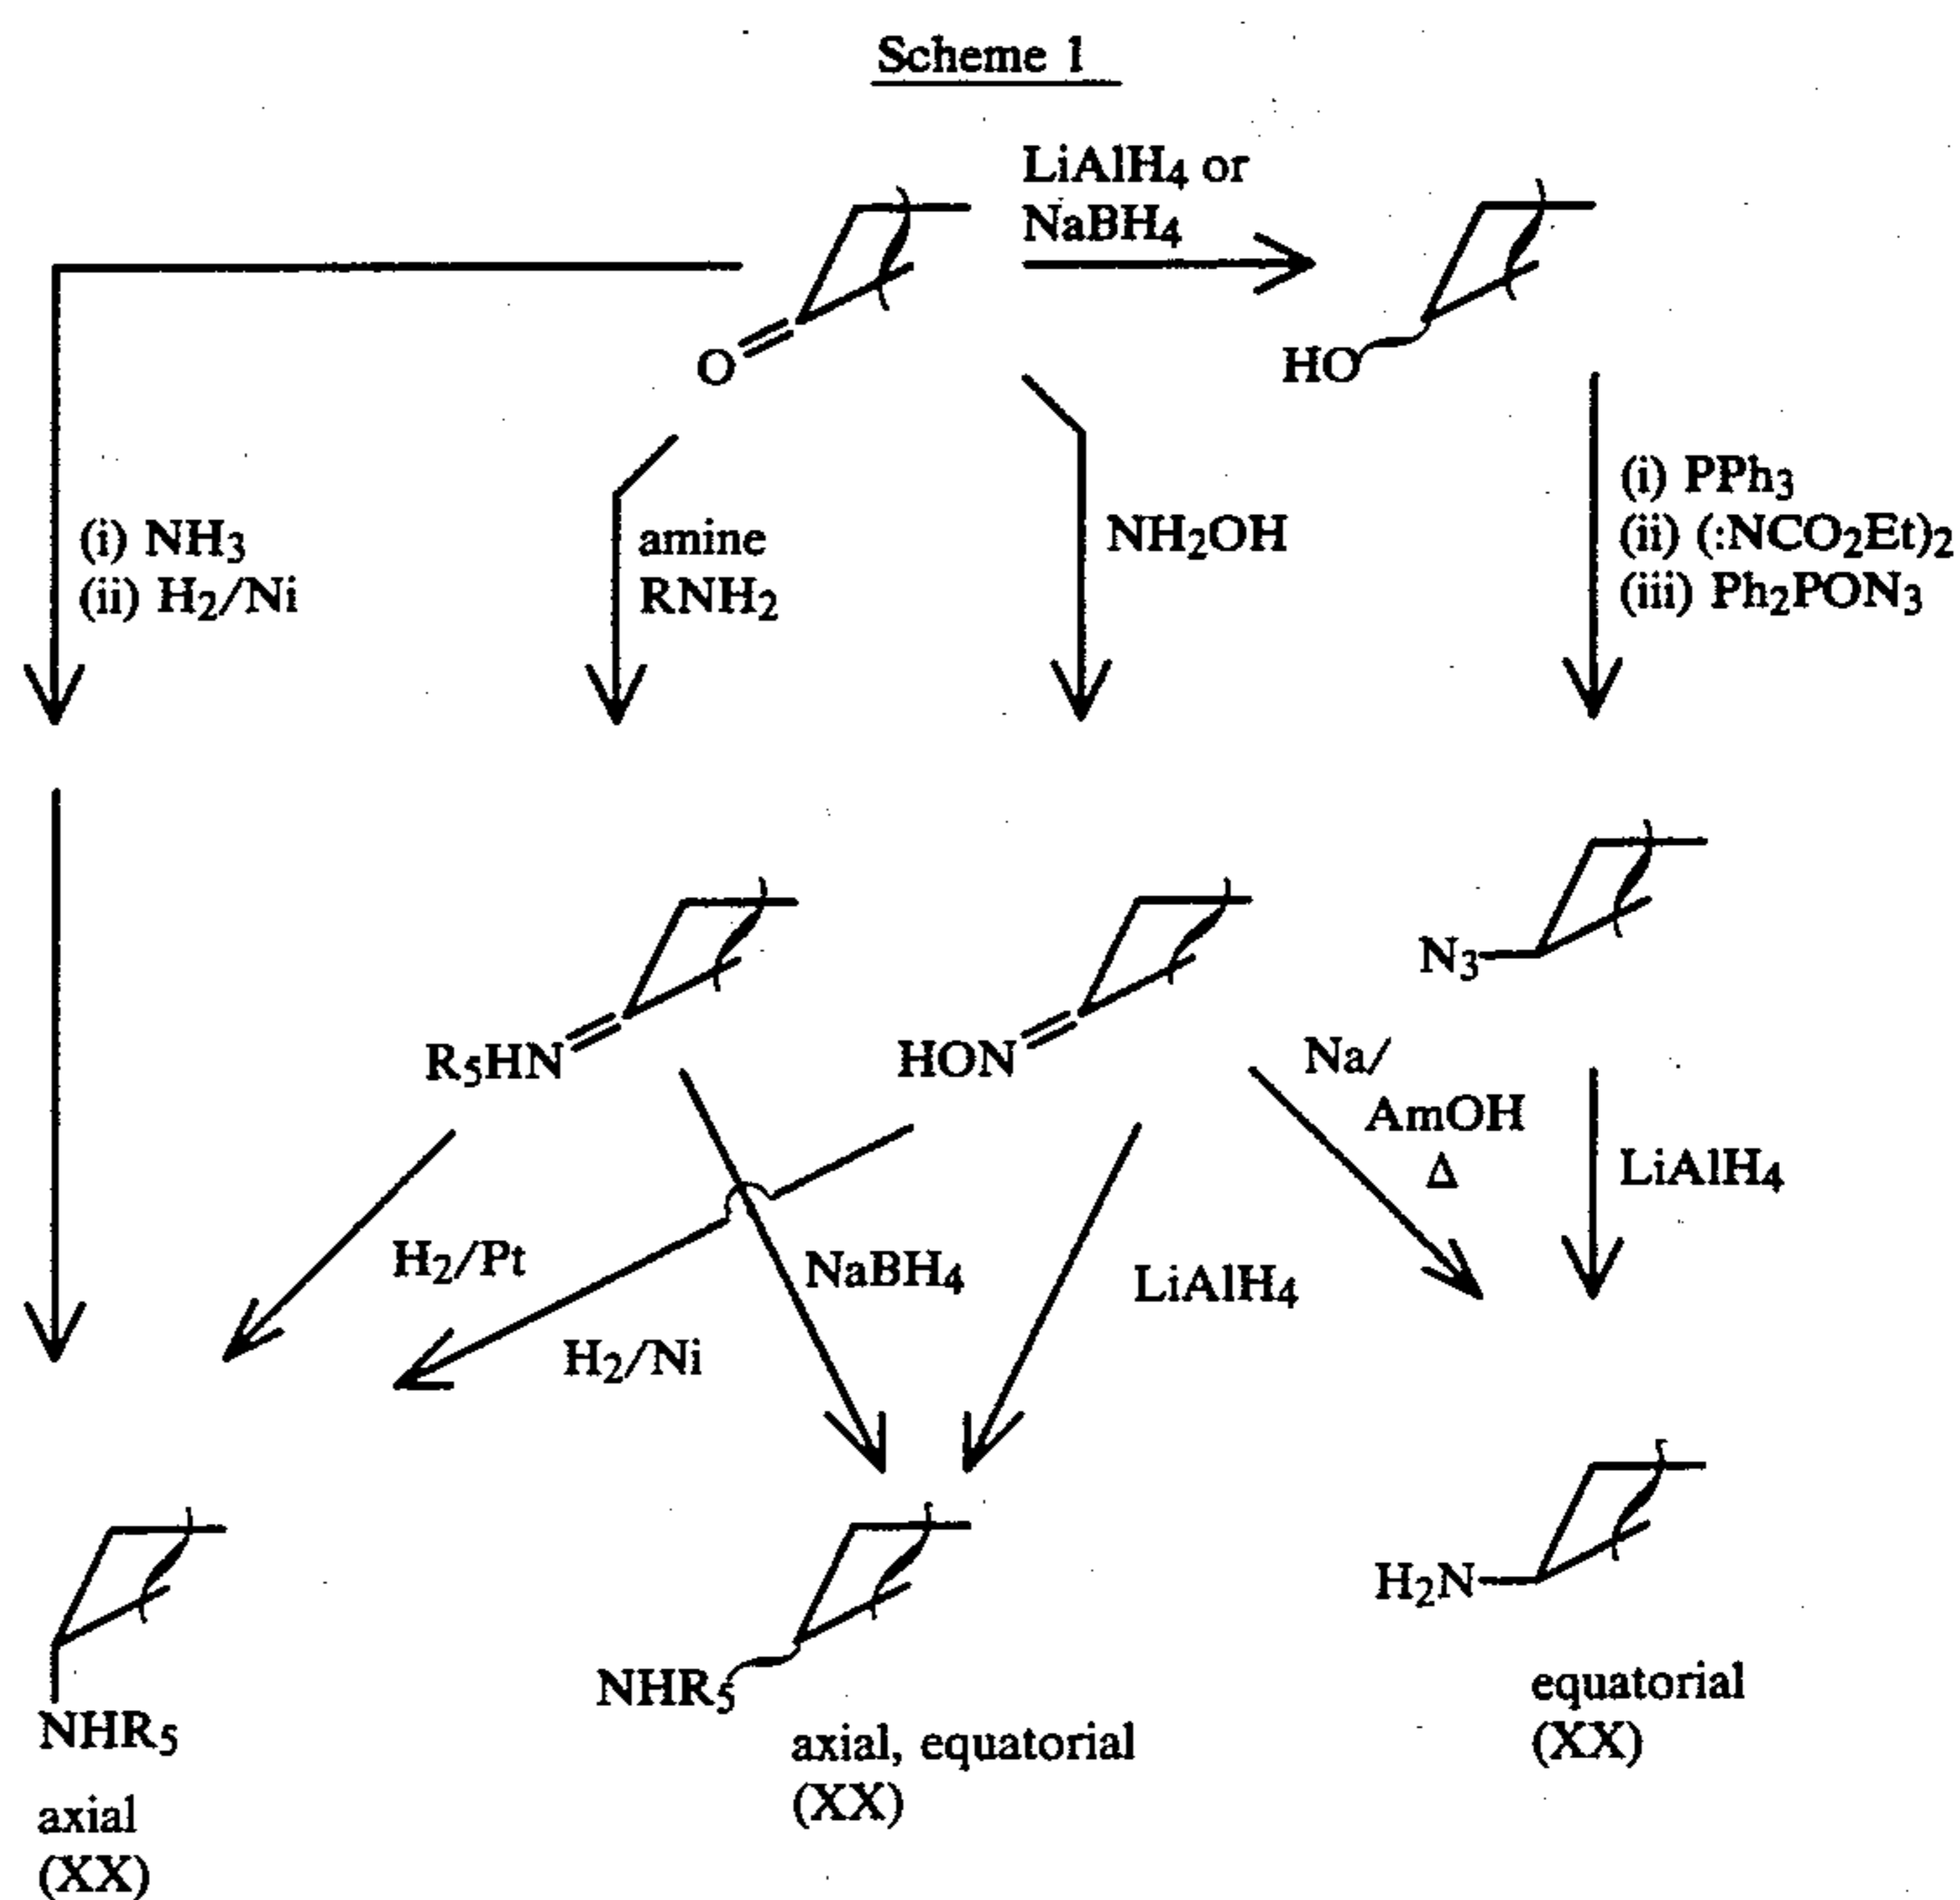 Scheme 1
LiAlH4 or
NaBH4
O
HO
(i) NH3
(ii) H2/Ni
amine
RNH2
NH2OH
(i) PPh3
(ii) (:NCO2Et)2
(iii) Ph2PON3
R5HN
HON
N3
Na/
AmOH
Δ
LiAlH4
H2/Pt
H2/Ni
NaBH4
LiAlH4
NHR5
axial
(XX)
NHR5
axial, equatorial
(XX)
H2N
equatorial
(XX)